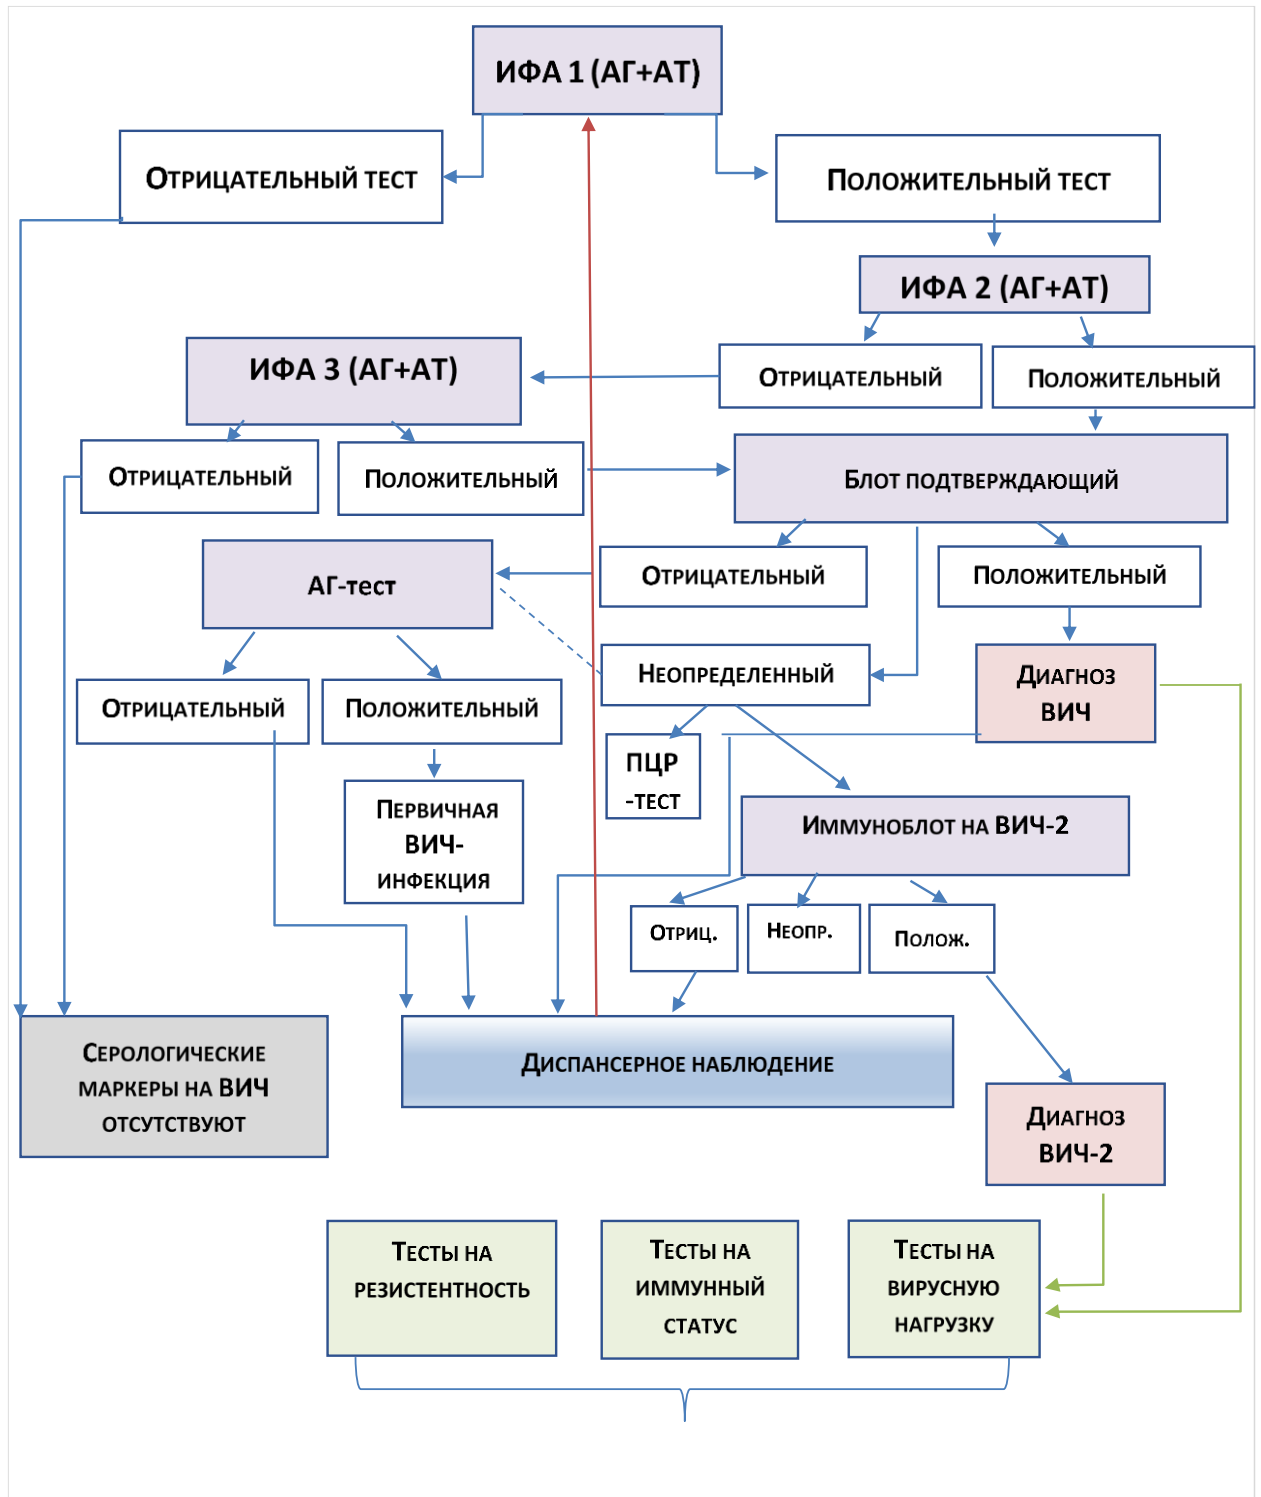 ИФА 1 (АГ+АТ)
Отрицательный тест
Положительный тест
ИФА 2 (АГ+АТ)
ИФА 3 (АГ+АТ)
Отрицательный
Положительный
Отрицательный
Положительный
Блот подтверждающий
АГ-тест
Отрицательный
Положительный
Неопределенный
Диагноз
ВИЧ
Отрицательный
Положительный
ПЦР
-тест
Первичная
ВИЧ-
инфекция
Иммуноблот на ВИЧ-2
Отриц.
Неопр.
Полож.
Серологические
маркеры на ВИЧ
отсутствуют
Диспансерное наблюдение
Диагноз
ВИЧ-2
Тесты на
резистентность
Тесты на
иммунный
статус
Тесты на
вирусную
нагрузку